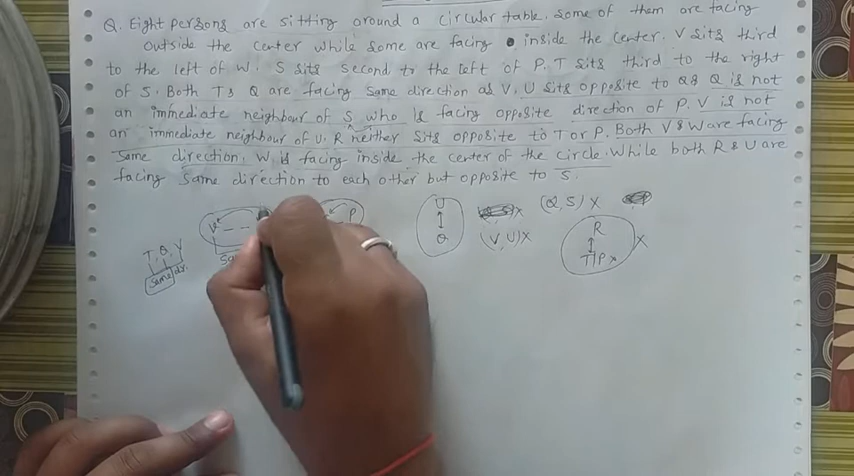 Q. Eight persons are sitting around a circular table. Some of them are facing
outside the center while some are facing inside the center. V sits third
to the left of W. S sits second to the left of P. T sits third to the right
of S. Both T & Q are facing same direction as V. U sits opposite to Q & Q is not
an immediate neighbour of S who is facing opposite direction of P. V is not
an immediate neighbour of U. R neither sits opposite to T or P. Both V & W are facing
same direction. W is facing inside the center of the circle. While both R & U are
facing same direction to each other but opposite to S.
V - - -
P
U
Q
(Q, S) X
(V, U) X
R
T/P x
X
T, Q, V
Same dir.